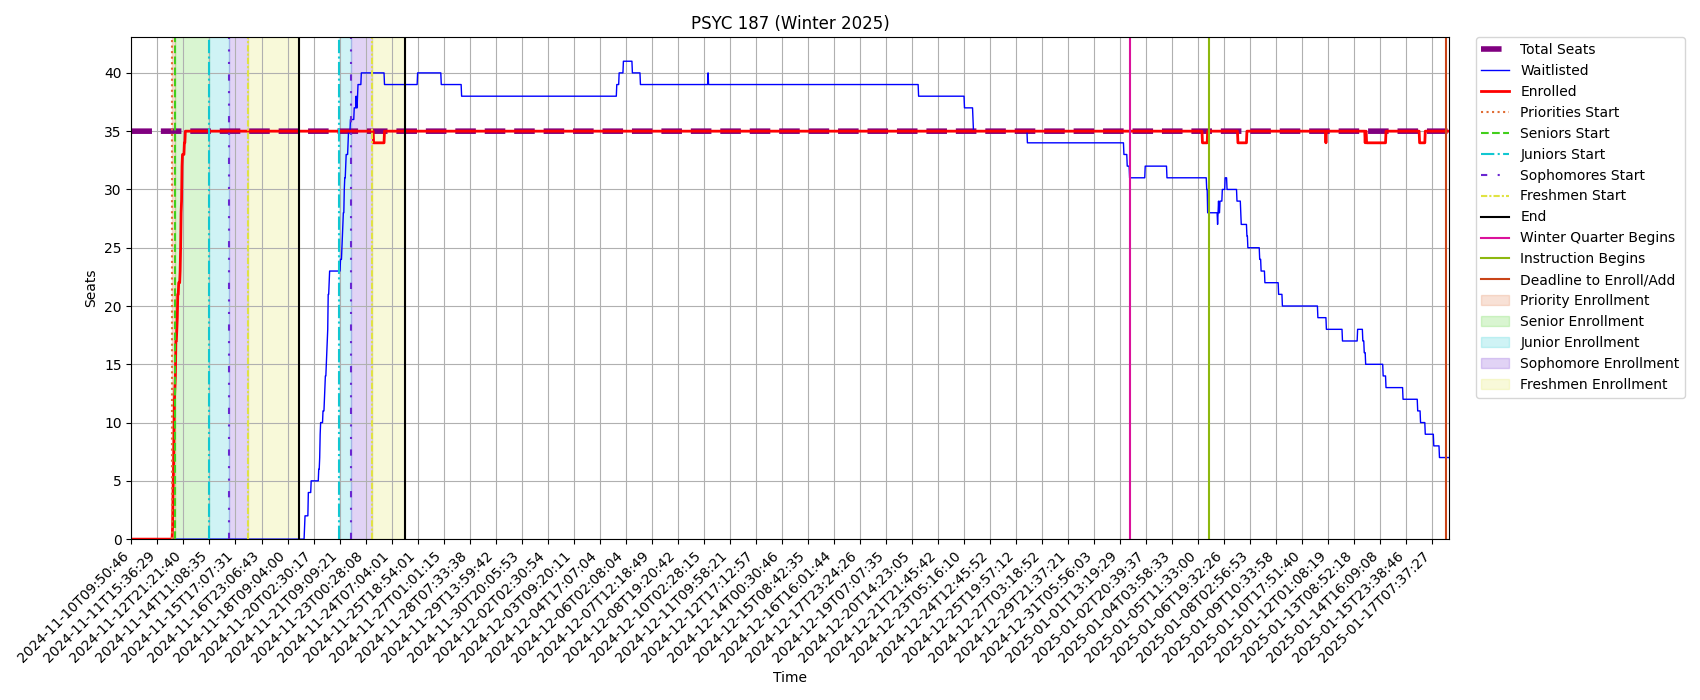 PSYC 187 (Winter 2025)
Seats
40
35
30
25
20
15
10
5
0
2024-11-10T09:50:46
2024-11-11T15:36:29
2024-11-12T21:21:40
2024-11-14T11:08:35
2024-11-15T17:07:31
2024-11-16T23:06:43
2024-11-18T09:04:00
2024-11-20T02:30:17
2024-11-21T09:09:21
2024-11-23T00:28:08
2024-11-24T07:04:01
2024-11-25T18:54:01
2024-11-27T01:01:15
2024-11-28T07:33:38
2024-11-29T13:59:42
2024-11-30T20:05:53
2024-12-02T02:30:54
2024-12-03T09:20:11
2024-12-04T17:07:04
2024-12-06T02:08:04
2024-12-07T12:18:49
2024-12-08T19:20:42
2024-12-10T02:28:15
2024-12-11T09:58:21
2024-12-12T17:12:57
2024-12-14T00:30:46
2024-12-15T08:42:35
2024-12-16T16:01:44
2024-12-17T23:24:26
2024-12-19T07:07:35
2024-12-20T14:23:05
2024-12-21T21:45:42
2024-12-23T05:16:10
2024-12-24T12:45:52
2024-12-25T19:57:12
2024-12-27T03:18:52
2024-12-29T21:37:21
2024-12-31T05:56:03
2025-01-01T13:19:29
2025-01-02T20:39:37
2025-01-04T03:58:33
2025-01-05T11:33:00
2025-01-06T19:32:26
2025-01-08T02:56:53
2025-01-09T10:33:58
2025-01-10T17:51:40
2025-01-12T01:08:19
2025-01-13T08:52:18
2025-01-14T16:09:08
2025-01-15T23:38:46
2025-01-17T07:37:27
Time
Total Seats
Waitlisted
Enrolled
Priorities Start
Seniors Start
Juniors Start
Sophomores Start
Freshmen Start
End
Winter Quarter Begins
Instruction Begins
Deadline to Enroll/Add
Priority Enrollment
Senior Enrollment
Junior Enrollment
Sophomore Enrollment
Freshmen Enrollment